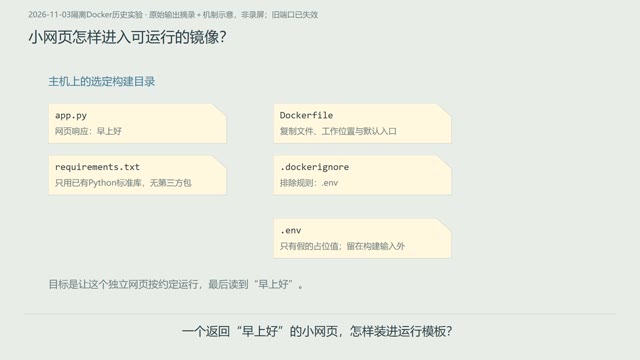 2026-11-03隔离Docker历史实验 · 原始输出摘录＋机制示意，非录屏；旧端口已失效
小网页怎样进入可运行的镜像？
主机上的选定构建目录
app.py
网页响应：早上好
Dockerfile
复制文件、工作位置与默认入口
requirements.txt
只用已有Python标准库，无第三方包
.dockerignore
排除规则：.env
.env
只有假的占位值；留在构建输入外
目标是让这个独立网页按约定运行，最后读到“早上好”。
一个返回“早上好”的小网页，怎样装进运行模板？